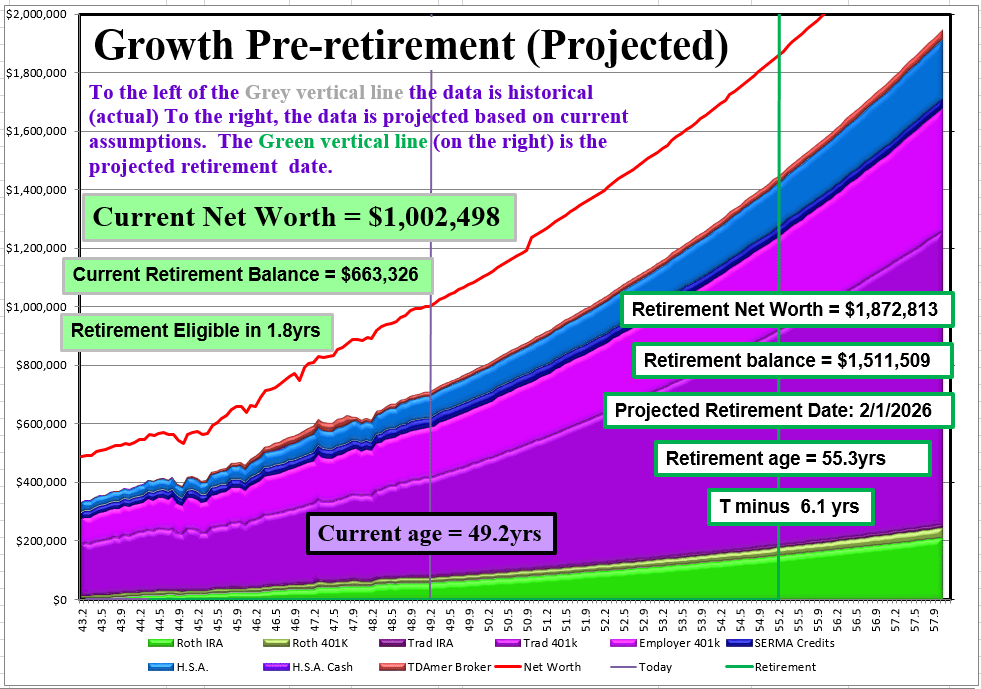 Growth Pre-retirement (Projected)
To the left of the Grey vertical line the data is historical
(actual) To the right, the data is projected based on current
assumptions. The Green vertical line (on the right) is the
projected retirement date.
Current Net Worth = $1,002,498
Current Retirement Balance = $663,326
Retirement Eligible in 1.8yrs
Current age = 49.2yrs
Retirement Net Worth = $1,872,813
Retirement balance = $1,511,509
Projected Retirement Date: 2/1/2026
Retirement age = 55.3yrs
T minus 6.1 yrs
$2,000,000
$1,800,000
$1,600,000
$1,400,000
$1,200,000
$1,000,000
$800,000
$600,000
$400,000
$200,000
$0
43.2 43.5 43.9 44.2 44.5 44.9 45.2 45.5 45.9 46.2 46.5 46.9 47.2 47.5 47.9 48.2 48.5 48.9 49.2 49.5 49.9 50.2 50.5 50.9 51.2 51.5 51.9 52.2 52.5 52.9 53.2 53.5 53.9 54.2 54.5 54.9 55.2 55.5 55.9 56.2 56.5 56.9 57.2 57.5 57.9
Roth IRA Roth 401K Trad IRA Trad 401k Employer 401k SERMA Credits
H.S.A. H.S.A. Cash TDAmer Broker Net Worth Today Retirement